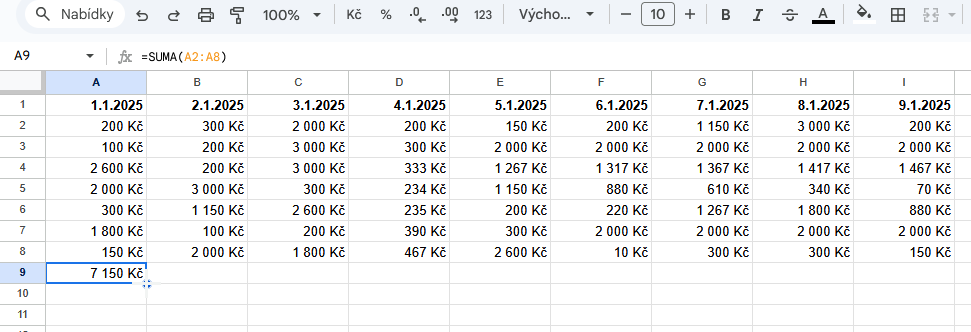 Nabídky 100% Kč % .0 .00 123 Výcho... − 10 + B I S A
A9 fx =SUMA(A2:A8)
A B C D E F G H I
1 1.1.2025 2.1.2025 3.1.2025 4.1.2025 5.1.2025 6.1.2025 7.1.2025 8.1.2025 9.1.2025
2 200 Kč 300 Kč 2 000 Kč 200 Kč 150 Kč 200 Kč 1 150 Kč 3 000 Kč 200 Kč
3 100 Kč 200 Kč 3 000 Kč 300 Kč 2 000 Kč 2 000 Kč 2 000 Kč 2 000 Kč 2 000 Kč
4 2 600 Kč 200 Kč 3 000 Kč 333 Kč 1 267 Kč 1 317 Kč 1 367 Kč 1 417 Kč 1 467 Kč
5 2 000 Kč 3 000 Kč 300 Kč 234 Kč 1 150 Kč 880 Kč 610 Kč 340 Kč 70 Kč
6 300 Kč 1 150 Kč 2 600 Kč 235 Kč 200 Kč 220 Kč 1 267 Kč 1 800 Kč 880 Kč
7 1 800 Kč 100 Kč 200 Kč 390 Kč 300 Kč 2 000 Kč 2 000 Kč 2 000 Kč 2 000 Kč
8 150 Kč 2 000 Kč 1 800 Kč 467 Kč 2 600 Kč 10 Kč 300 Kč 300 Kč 150 Kč
9 7 150 Kč
10
11